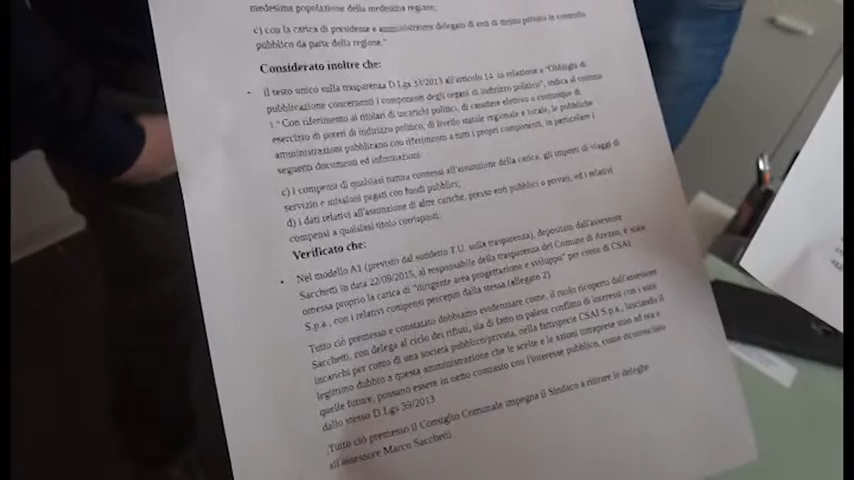 medesima popolazione della medesima regione;
c) con la carica di presidente e amministratore delegato di enti di diritto privato in controllo
pubblico da parte della regione."
Considerato inoltre che:
- il testo unico sulla trasparenza D.Lgs 33/2013 all'articolo 14 in relazione a "Obblighi di
pubblicazione concernenti i componenti degli organi di indirizzo politico", indica al comma
1." Con riferimento ai titolari di incarichi politici, di carattere elettivo o comunque di
esercizio di poteri di indirizzo politico, di livello statale regionale e locale, le pubbliche
amministrazioni pubblicano con riferimento a tutti i propri componenti, in particolare i
seguenti documenti ed informazioni:
c) i compensi di qualsiasi natura connessi all'assunzione della carica, gli importi di viaggi di
servizio e missioni pagati con fondi pubblici;
d) i dati relativi all'assunzione di altre cariche, presso enti pubblici o privati, ed i relativi
compensi a qualsiasi titolo corrisposti;
Verificato che:
• Nel modello A1 (previsto dal suddetto T.U. sulla trasparenza), depositato dall'assessore
Sacchetti in data 22/09/2015, al responsabile della trasparenza del Comune di Arezzo, è stata
omessa proprio la carica di "dirigente area progettazione e sviluppo" per conto di CSAI
S.p.a., con i relativi compensi percepiti dalla stessa (allegato 2)
Tutto ciò premesso e constatato dobbiamo evidenziare come, il ruolo ricoperto dall'assessore
Sacchetti, con delega al ciclo dei rifiuti, sia di fatto in palese conflitto di interessi con i suoi
incarichi per conto di una società pubblico/privata, nella fattispecie CSAI S.p.a., lasciando il
legittimo dubbio a questa amministrazione che le scelte e le azioni intraprese sino ad ora e
quelle future, possano essere in netto contrasto con l'interesse pubblico, come riconosciuto
dallo stesso D.Lgs 39/2013
Tutto ciò premesso il Consiglio Comunale impegna il Sindaco a ritirare le deleghe
all'assessore Marco Sacchetti